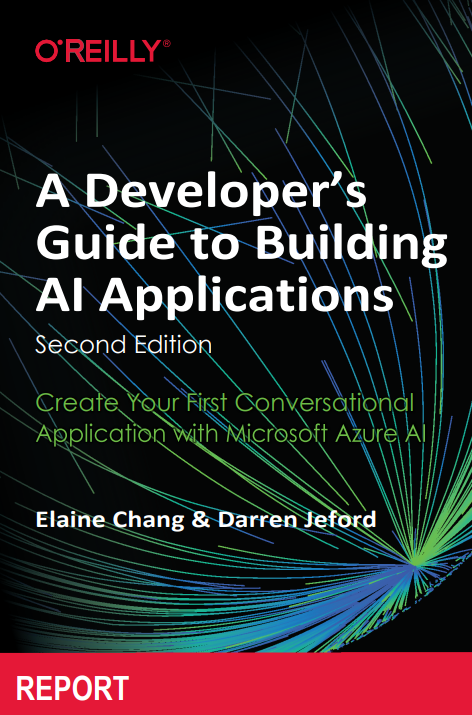 O'REILLY®
A Developer's
Guide to Building
AI Applications
Second Edition
Create Your First Conversational
Application with Microsoft Azure AI
Elaine Chang & Darren Jeford
REPORT